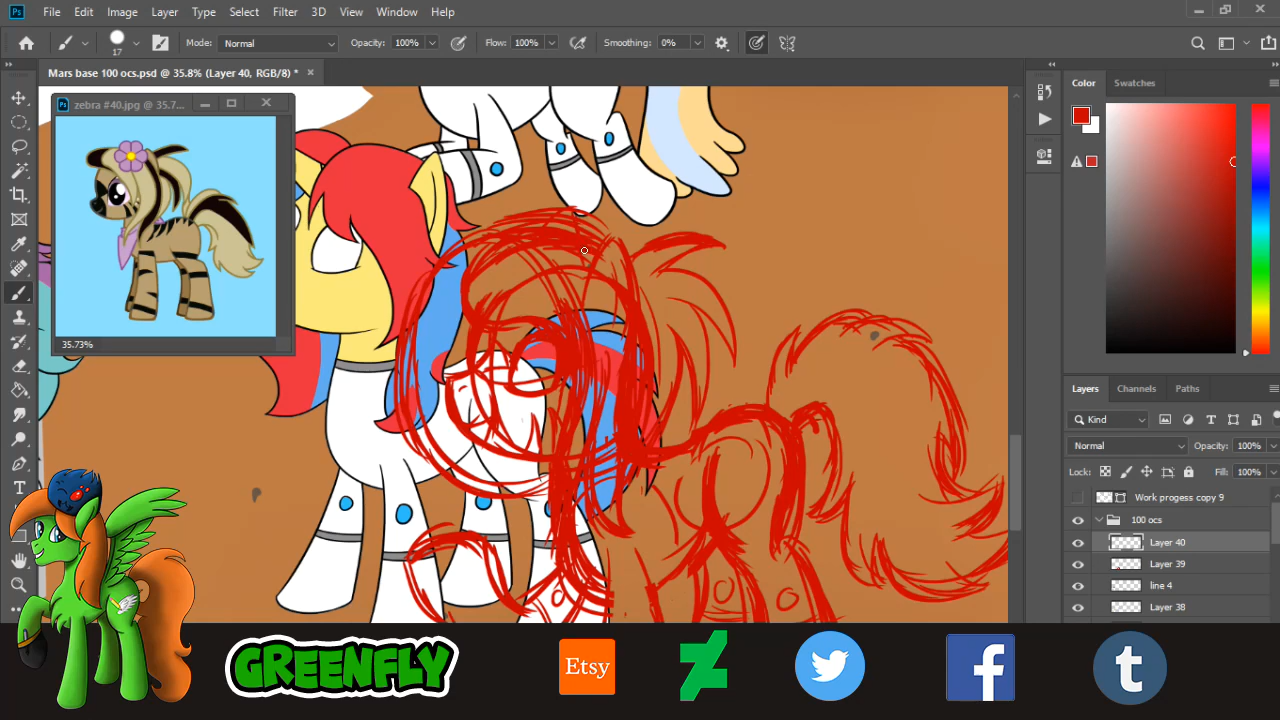 Ps File Edit Image Layer Type Select Filter 3D View Window Help
17 Mode: Normal Opacity: 100% Flow: 100% Smoothing: 0%
Mars base 100 ocs.psd @ 35.8% (Layer 40, RGB/8) *
Color Swatches
Ps zebra #40.jpg @ 35.7...
35.73%
Layers Channels Paths
Kind
Normal Opacity: 100%
Lock: Fill: 100%
Work progess copy 9
100 ocs
Layer 40
Layer 39
line 4
Layer 38
GREENFLY
Etsy
f
t